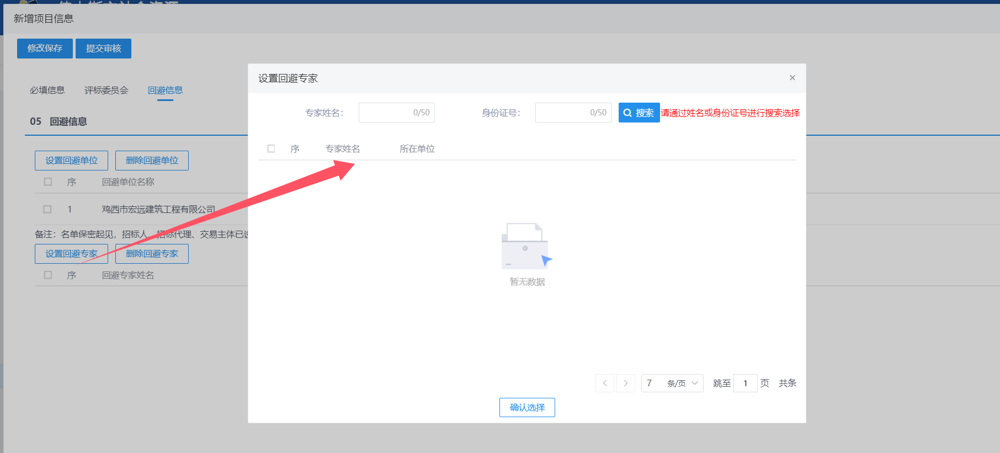 新增项目信息
修改保存 提交审核
必填信息 评标委员会 回避信息
05 回避信息
设置回避单位 删除回避单位
序 回避单位名称
1 鸡西市宏远建筑工程有限公司
备注：名单保密起见，招标人、招标代理、交易主体已
设置回避专家 删除回避专家
序 回避专家姓名
设置回避专家 ×
专家姓名： 0/50 身份证号： 0/50 搜索 请通过姓名或身份证号进行搜索选择
序 专家姓名 所在单位
暂无数据
7 条/页 跳至 1 页 共条
确认选择